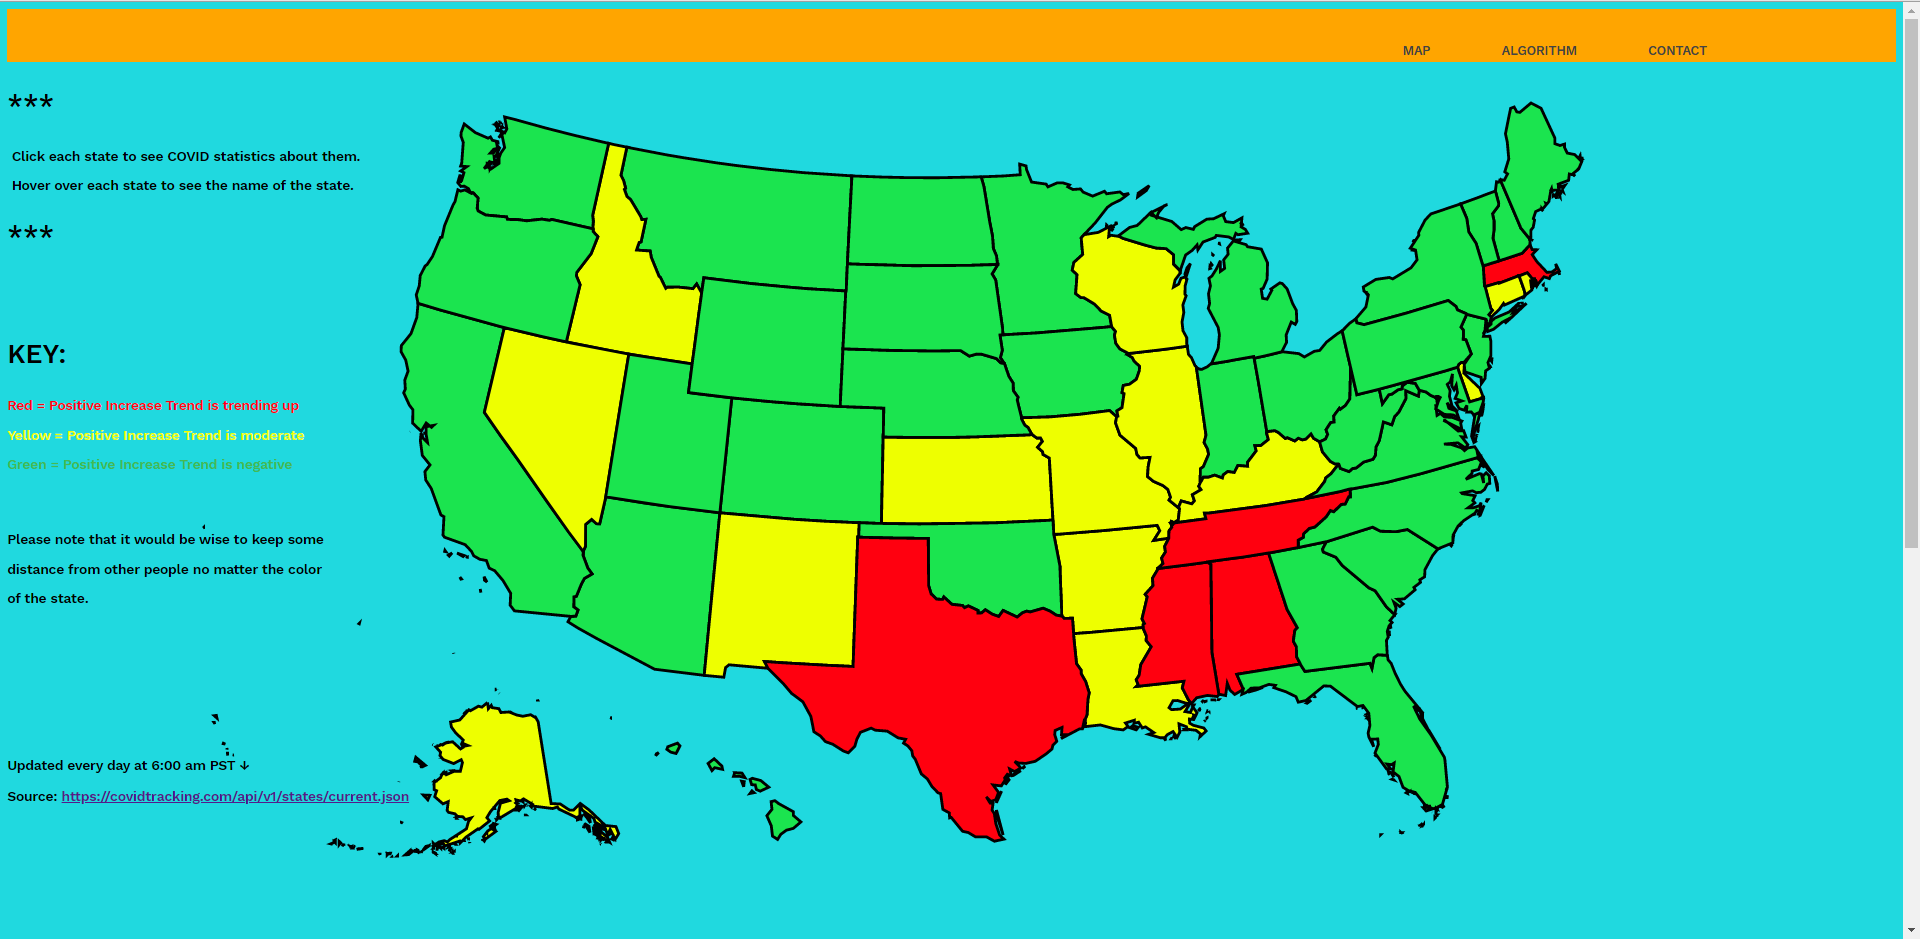 MAP ALGORITHM CONTACT
***
Click each state to see COVID statistics about them.
Hover over each state to see the name of the state.
***
KEY:
Red = Positive Increase Trend is trending up
Yellow = Positive Increase Trend is moderate
Green = Positive Increase Trend is negative
Please note that it would be wise to keep some
distance from other people no matter the color
of the state.
Updated every day at 6:00 am PST ↓
Source: https://covidtracking.com/api/v1/states/current.json